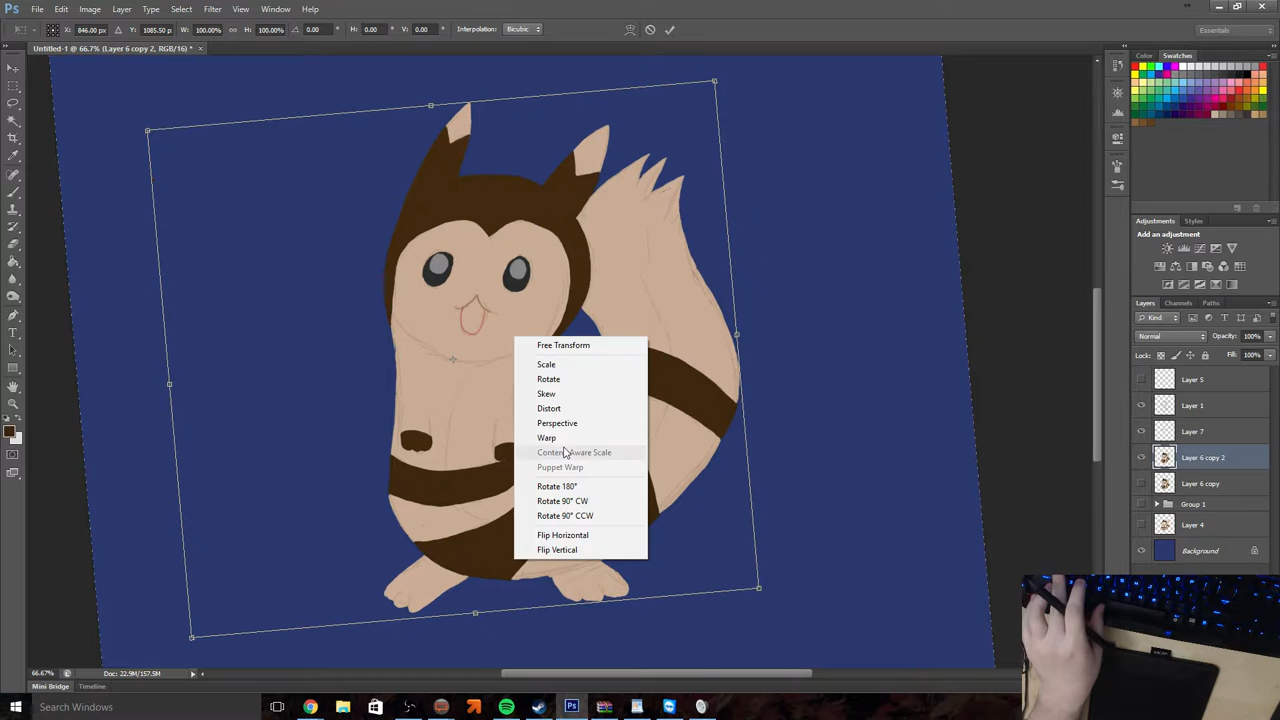 Ps File Edit Image Layer Type Select Filter View Window Help
X: 846.00 px Y: 1085.50 p W: 100.00% H: 100.00% 0.00 ° H: 0.00 ° V: 0.00 ° Interpolation: Bicubic Essentials
Untitled-1 @ 66.7% (Layer 6 copy 2, RGB/16) * ×
Color Swatches
Adjustments Styles
Add an adjustment
Layers Channels Paths
Kind
Normal Opacity: 100%
Lock: Fill: 100%
Layer 5
Layer 1
Layer 7
Layer 6 copy 2
Layer 6 copy
Group 1
Layer 4
Background
Free Transform
Scale
Rotate
Skew
Distort
Perspective
Warp
Content-Aware Scale
Puppet Warp
Rotate 180°
Rotate 90° CW
Rotate 90° CCW
Flip Horizontal
Flip Vertical
66.67% Doc: 22.9M/157.5M
Mini Bridge Timeline
Search Windows
Ps